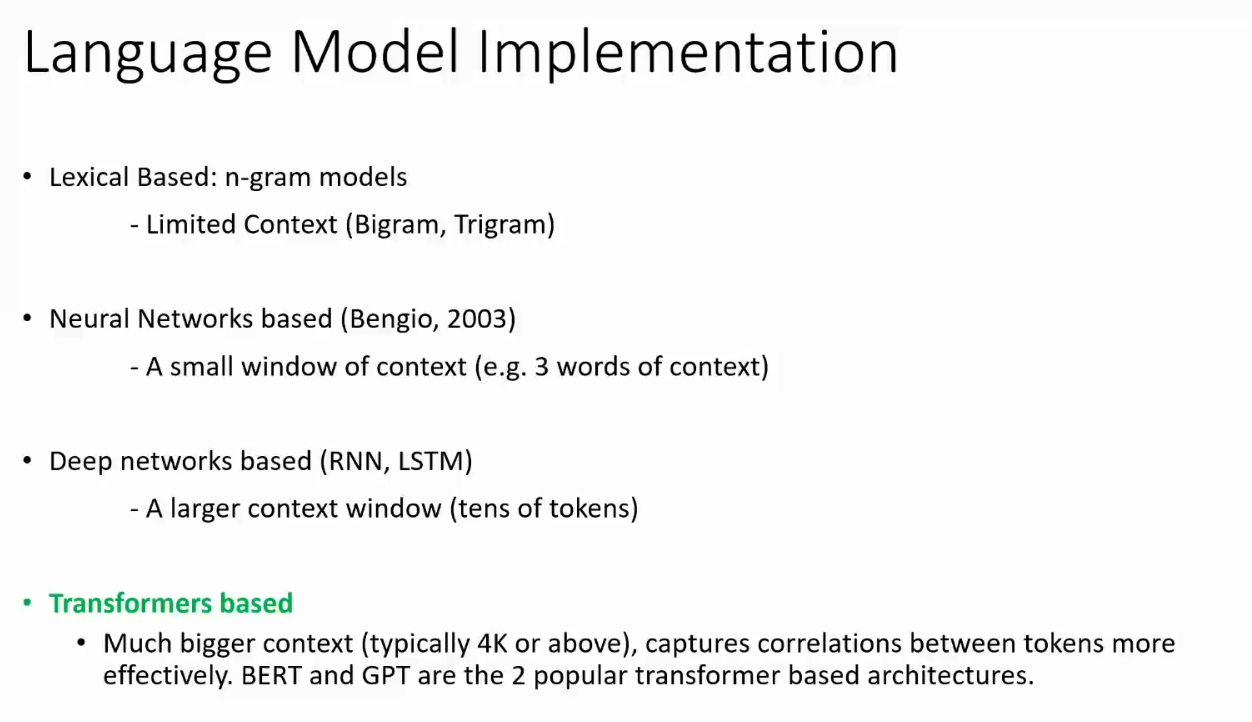 Language Model Implementation
• Lexical Based: n-gram models
- Limited Context (Bigram, Trigram)
• Neural Networks based (Bengio, 2003)
- A small window of context (e.g. 3 words of context)
• Deep networks based (RNN, LSTM)
- A larger context window (tens of tokens)
• Transformers based
• Much bigger context (typically 4K or above), captures correlations between tokens more
effectively. BERT and GPT are the 2 popular transformer based architectures.